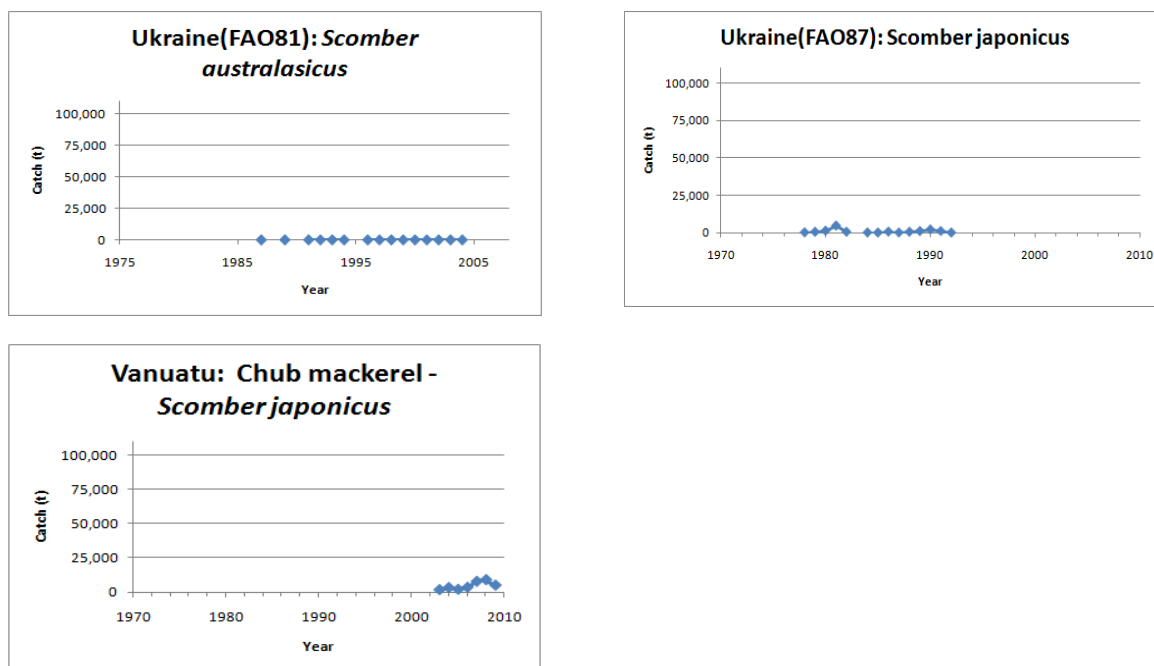 Ukraine(FAO81): Scomber
australasicus
Catch (t)
100,000
75,000
50,000
25,000
0
1975 1985 1995 2005
Year
Ukraine(FAO87): Scomber japonicus
Catch (t)
100,000
75,000
50,000
25,000
0
1970 1980 1990 2000 2010
Year
Vanuatu: Chub mackerel -
Scomber japonicus
Catch (t)
100,000
75,000
50,000
25,000
0
1970 1980 1990 2000 2010
Year